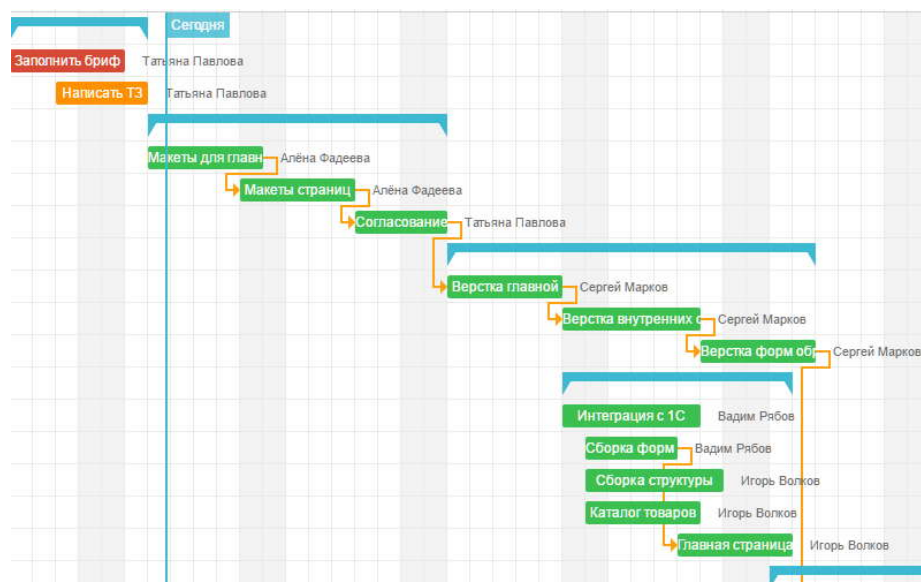 Сегодня
Заполнить бриф Татьяна Павлова
Написать ТЗ Татьяна Павлова
Макеты для главн Алёна Фадеева
Макеты страниц Алёна Фадеева
Согласование Татьяна Павлова
Верстка главной Сергей Марков
Верстка внутренних с Сергей Марков
Верстка форм обр Сергей Марков
Интеграция с 1С Вадим Рябов
Сборка форм Вадим Рябов
Сборка структуры Игорь Волков
Каталог товаров Игорь Волков
Главная страница Игорь Волков